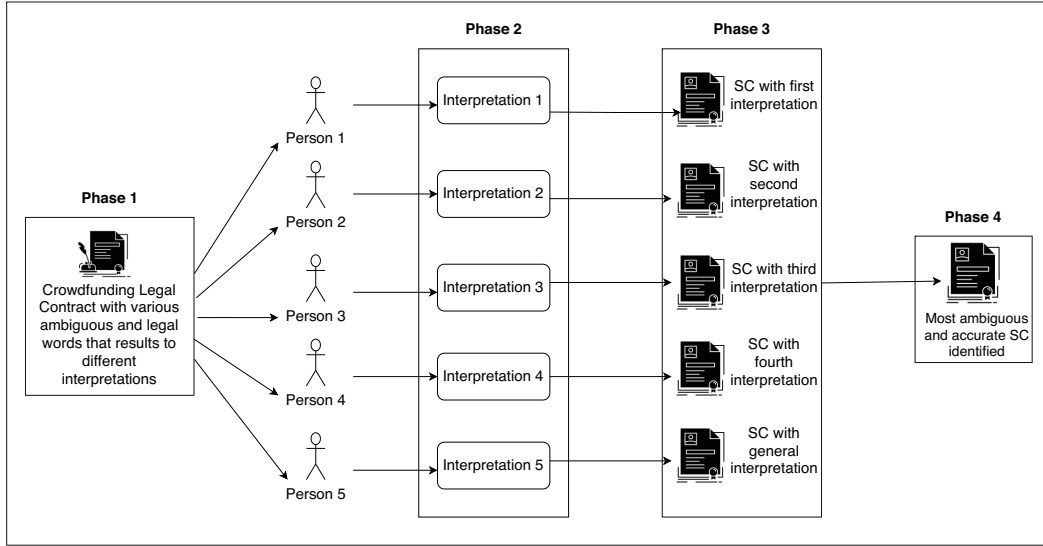 Phase 1
Crowdfunding Legal
Contract with various
ambiguous and legal
words that results to
different
interpretations
Person 1
Person 2
Person 3
Person 4
Person 5
Phase 2
Interpretation 1
Interpretation 2
Interpretation 3
Interpretation 4
Interpretation 5
Phase 3
SC with first
interpretation
SC with
second
interpretation
SC with third
interpretation
SC with
fourth
interpretation
SC with
general
interpretation
Phase 4
Most ambiguous
and accurate SC
identified